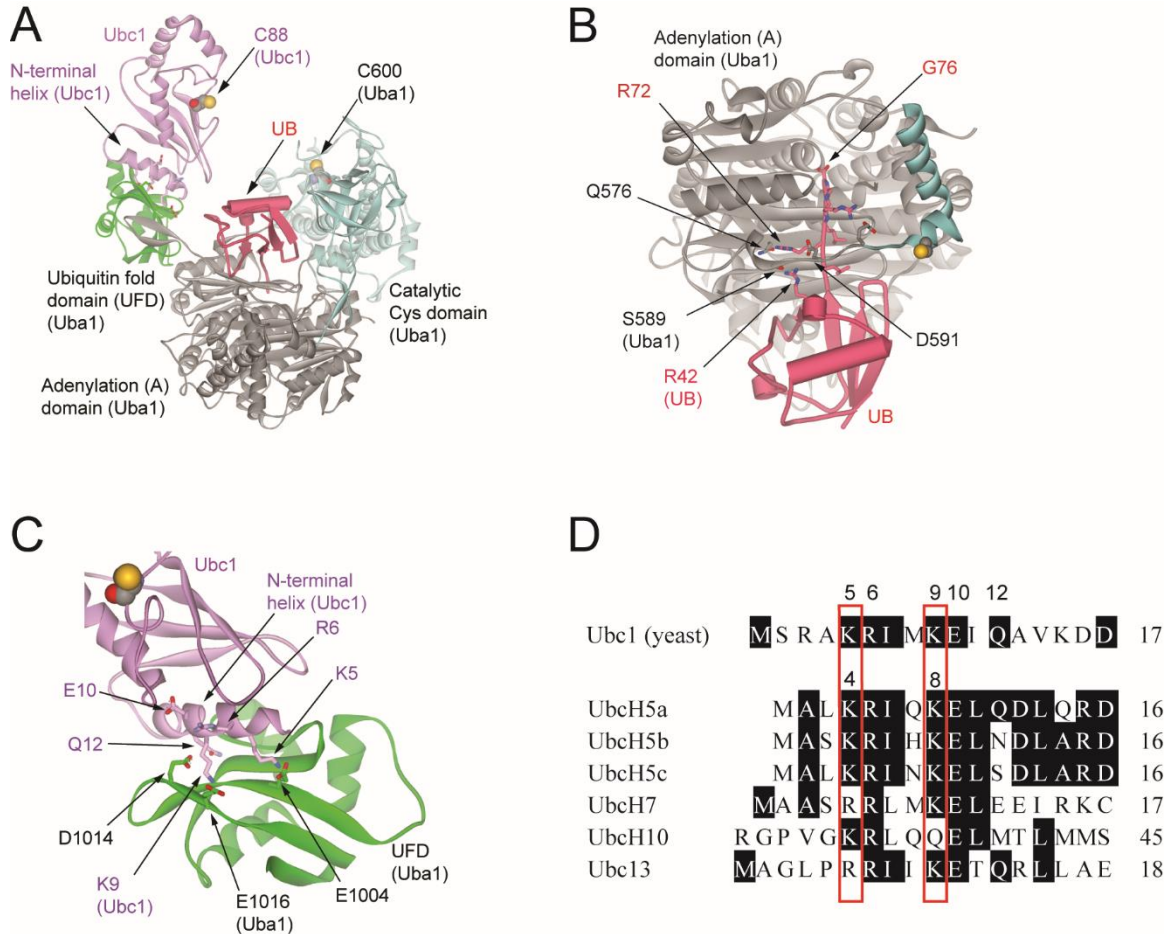 A
Ubc1
C88
(Ubc1)
N-terminal
helix (Ubc1)
C600
(Uba1)
UB
Ubiquitin fold
domain (UFD)
(Uba1)
Catalytic
Cys domain
(Uba1)
Adenylation (A)
domain (Uba1)
B
Adenylation (A)
domain (Uba1)
G76
R72
Q576
S589
(Uba1)
D591
R42
(UB)
UB
C
Ubc1
N-terminal
helix (Ubc1)
R6
E10
K5
Q12
D1014
UFD
(Uba1)
K9
(Ubc1)
E1016
(Uba1)
E1004
D
5 6 9 10 12
Ubc1 (yeast) M S R A K R I M K E I Q A V K D D 17
4 8
UbcH5a M A L K R I Q K E L Q D L Q R D 16
UbcH5b M A S K R I H K E L N D L A R D 16
UbcH5c M A L K R I N K E L S D L A R D 16
UbcH7 M A A S R R L M K E L E E I R K C 17
UbcH10 R G P V G K R L Q Q E L M T L M M S 45
Ubc13 M A G L P R R I I K E T Q R L L A E 18